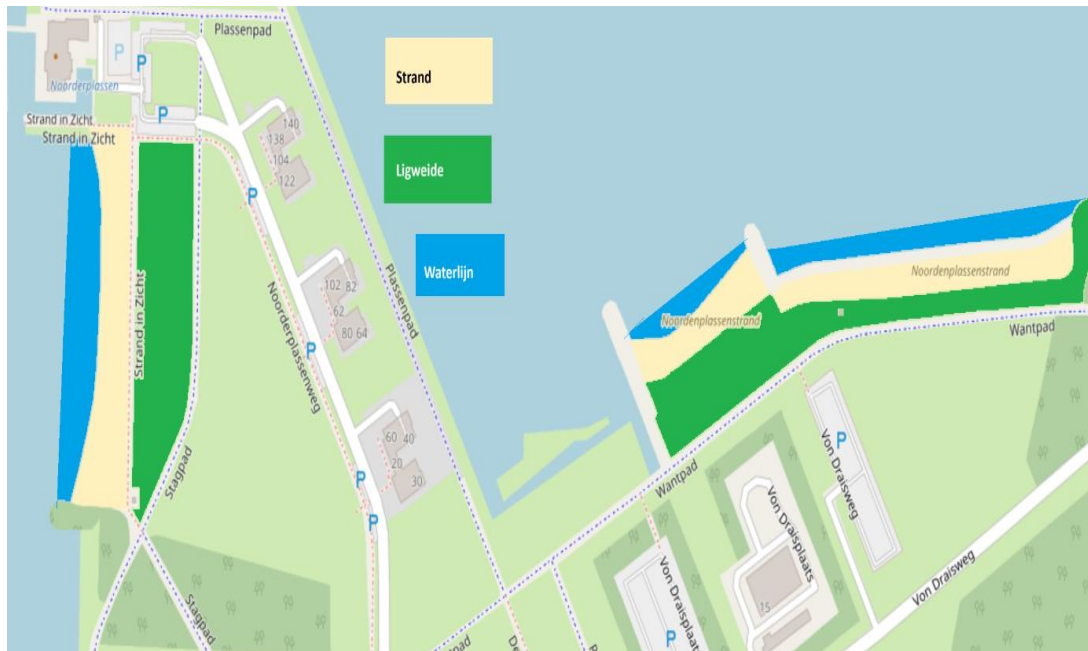 Plassenpad
P
P
Noorderplassen
P
Strand in Zicht
Strand in Zicht
140
138
104
122
P
Strand
Ligweide
Waterlijn
Plassenpad
Strand in Zicht
Noorderplassenweg
102
82
62
80
64
P
60
40
20
30
P
P
Stagpad
Stagpad
Noordenplassenstrand
Noordenplassenstrand
Wantpad
Wantpad
P
Von Draisweg
Von Draisplaats
Von Draisplaats
15
Von Draisweg
P